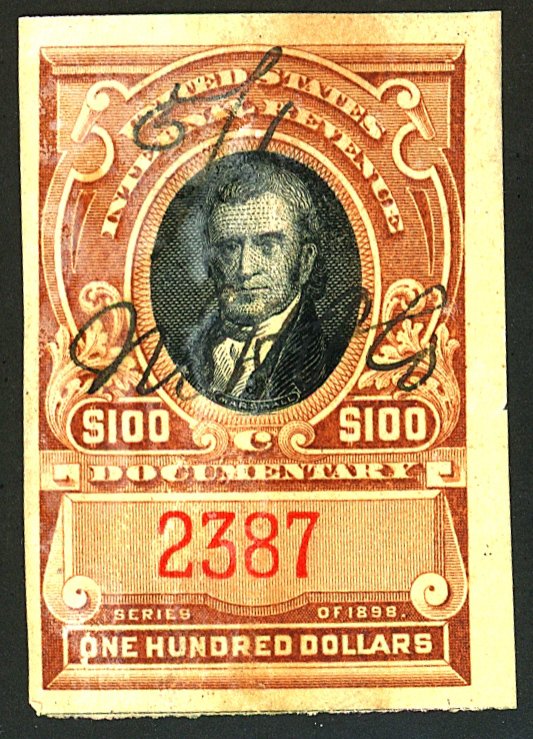 UNITED STATES
INTERNAL REVENUE
MARSHALL
$100 C $100
DOCUMENTARY
2387
SERIES OF 1898.
ONE HUNDRED DOLLARS